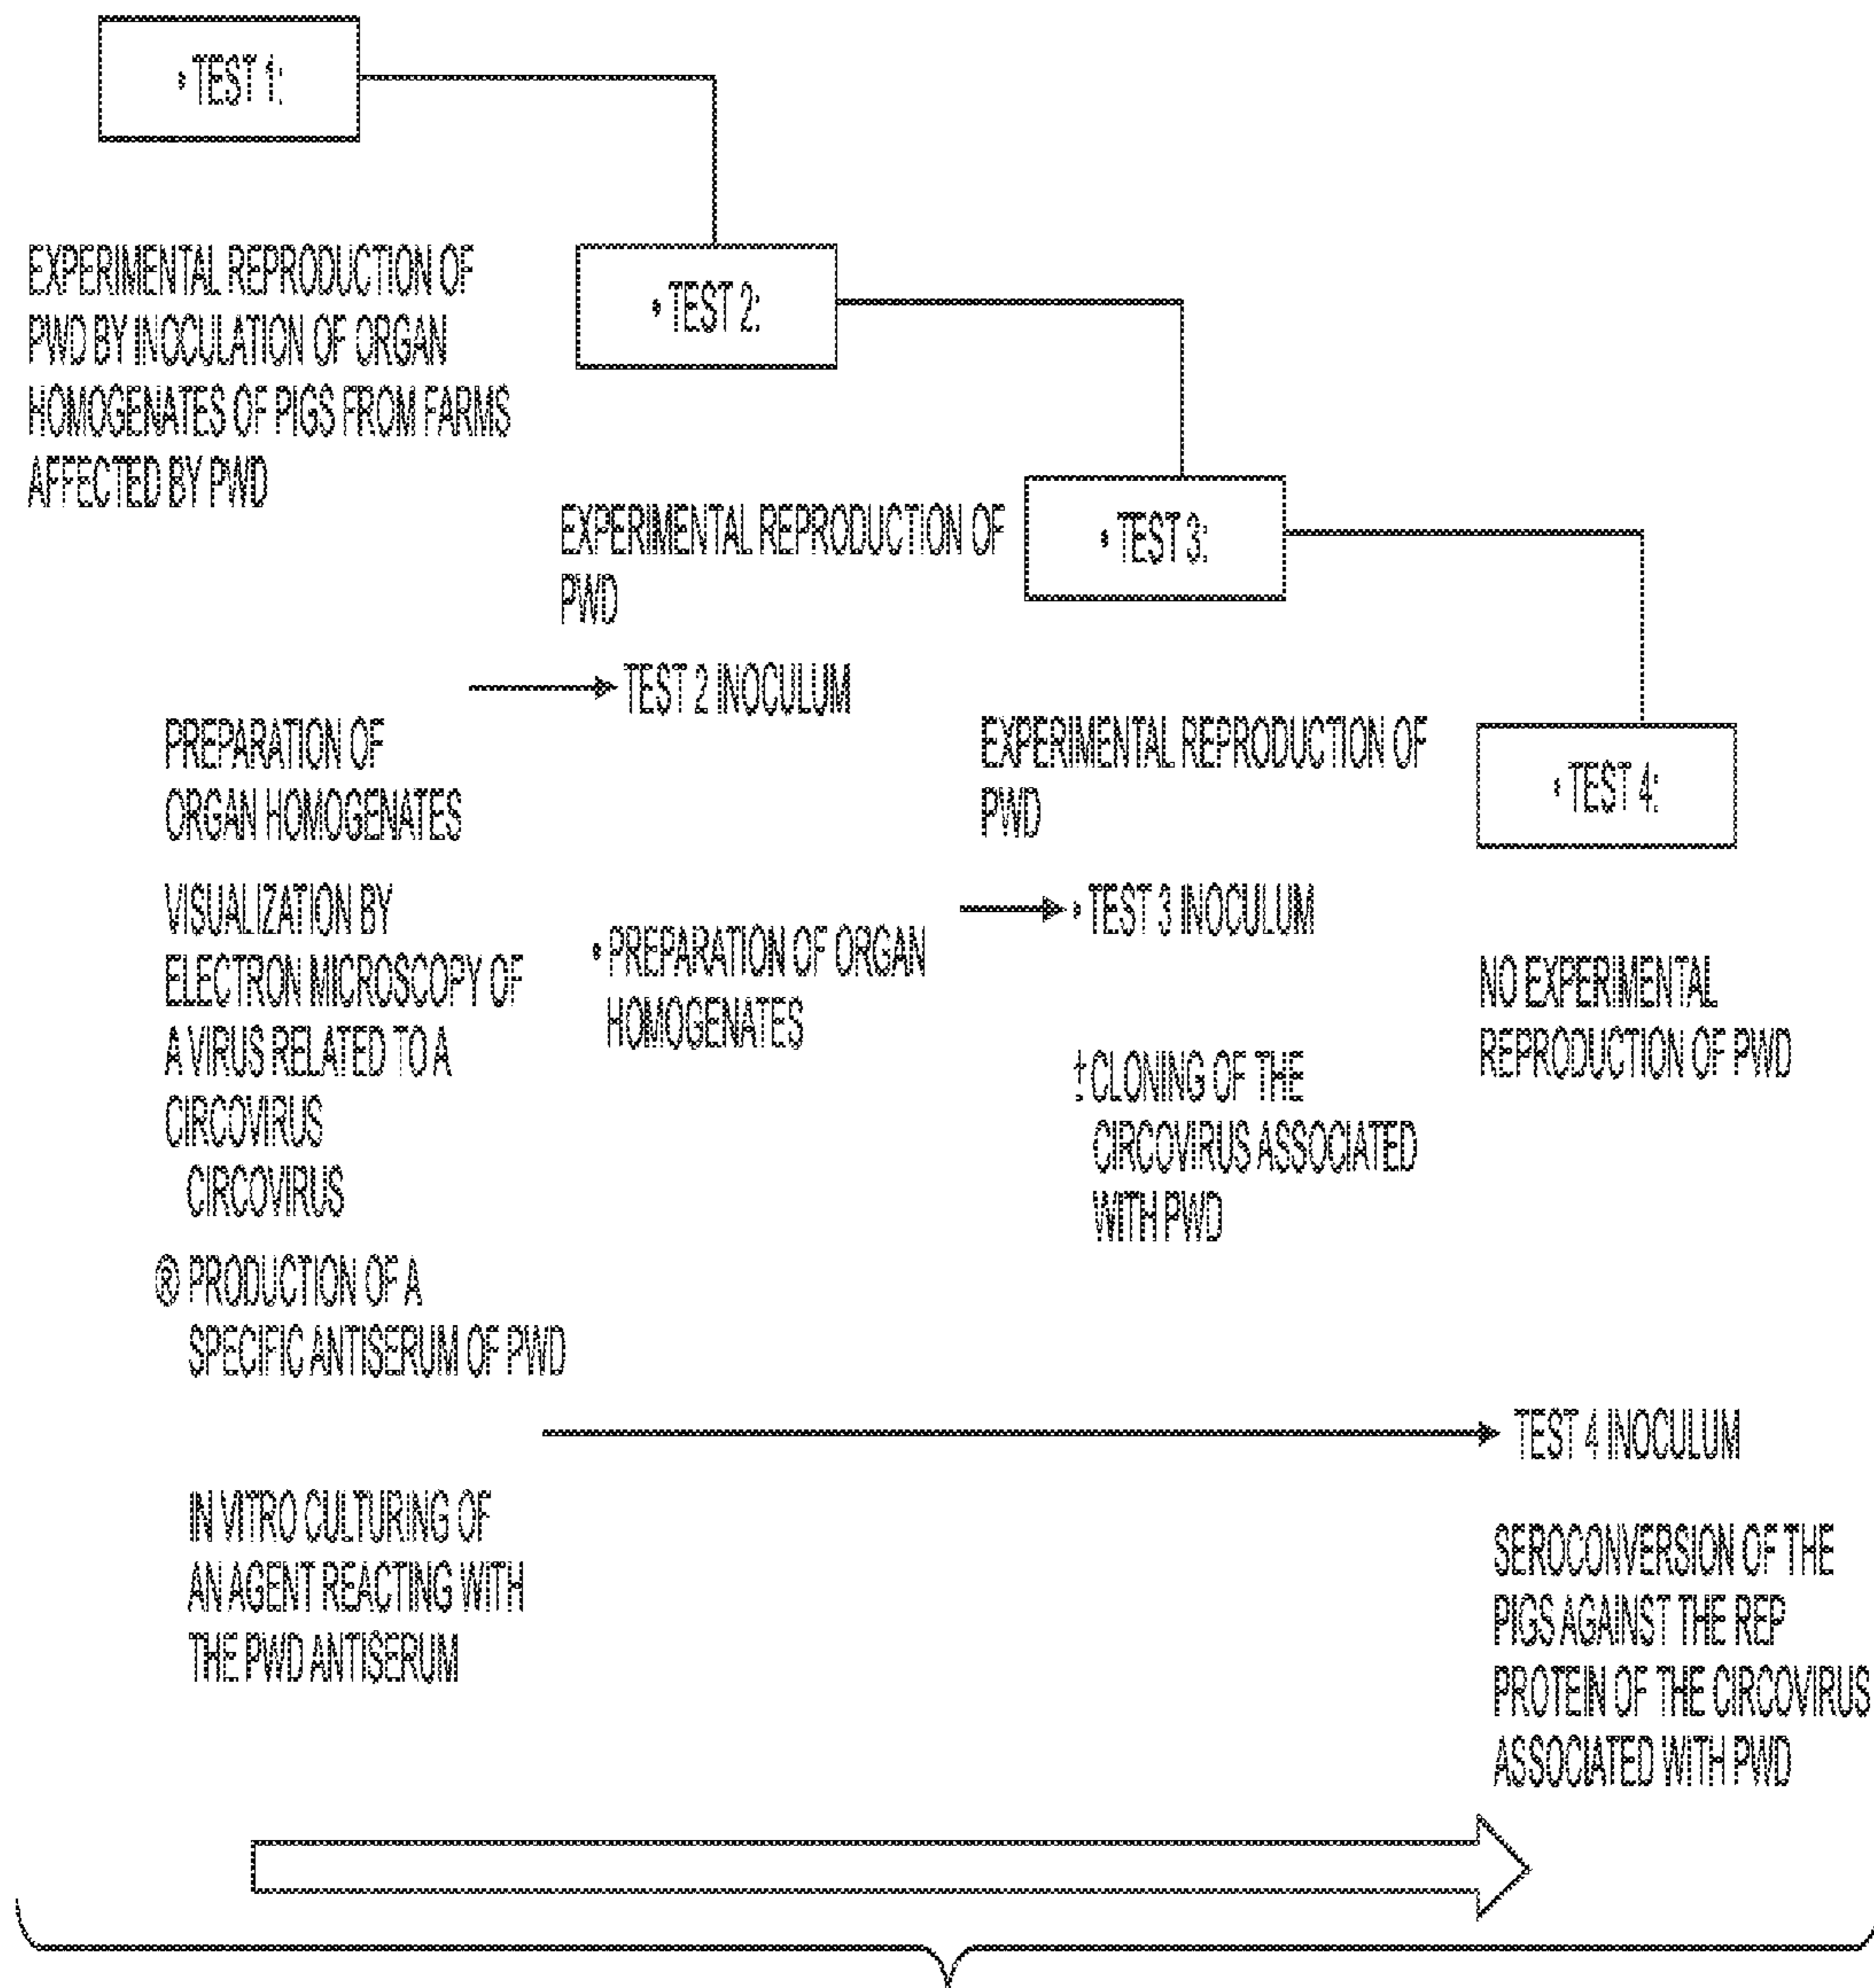 • TEST 1:
EXPERIMENTAL REPRODUCTION OF
PWD BY INOCULATION OF ORGAN
HOMOGENATES OF PIGS FROM FARMS
AFFECTED BY PWD
PREPARATION OF
ORGAN HOMOGENATES
VISUALIZATION BY
ELECTRON MICROSCOPY OF
A VIRUS RELATED TO A
CIRCOVIRUS
CIRCOVIRUS
® PRODUCTION OF A
SPECIFIC ANTISERUM OF PWD
IN VITRO CULTURING OF
AN AGENT REACTING WITH
THE PWD ANTISERUM
• TEST 2:
EXPERIMENTAL REPRODUCTION OF
PWD
TEST 2 INOCULUM
• PREPARATION OF ORGAN
HOMOGENATES
• TEST 3:
EXPERIMENTAL REPRODUCTION OF
PWD
• TEST 3 INOCULUM
‡ CLONING OF THE
CIRCOVIRUS ASSOCIATED
WITH PWD
• TEST 4:
NO EXPERIMENTAL
REPRODUCTION OF PWD
TEST 4 INOCULUM
SEROCONVERSION OF THE
PIGS AGAINST THE REP
PROTEIN OF THE CIRCOVIRUS
ASSOCIATED WITH PWD